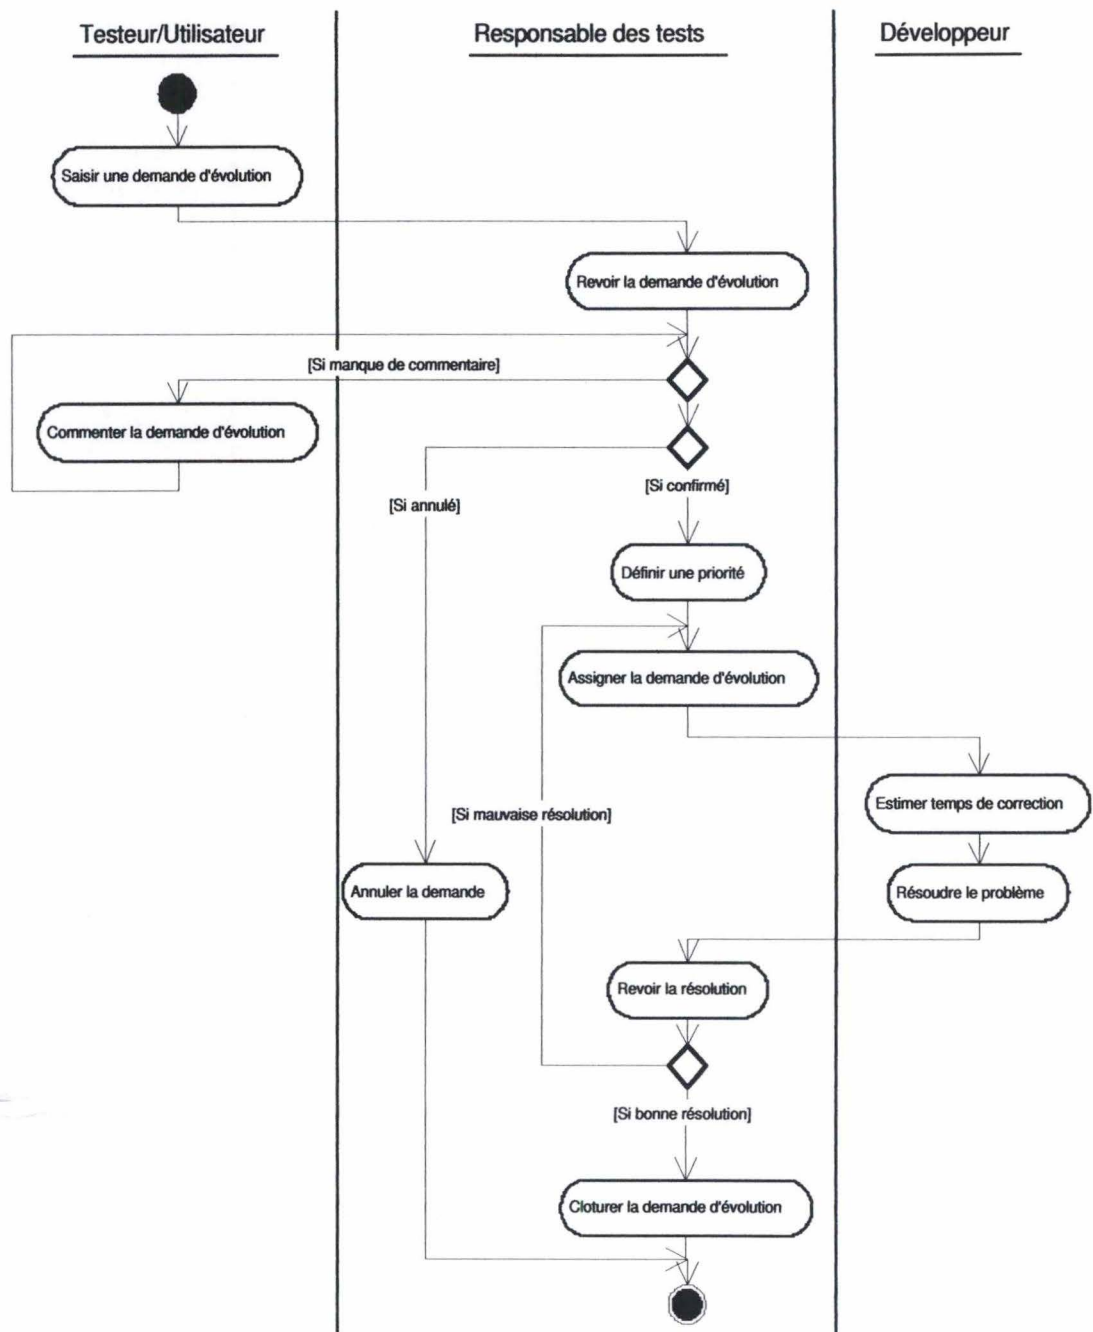 Testeur/Utilisateur
Responsable des tests
Développeur
Saisir une demande d'évolution
Revoir la demande d'évolution
[Si manque de commentaire]
Commenter la demande d'évolution
[Si confirmé]
[Si annulé]
Définir une priorité
Assigner la demande d'évolution
Estimer temps de correction
[Si mauvaise résolution]
Annuler la demande
Résoudre le problème
Revoir la résolution
[Si bonne résolution]
Cloturer la demande d'évolution